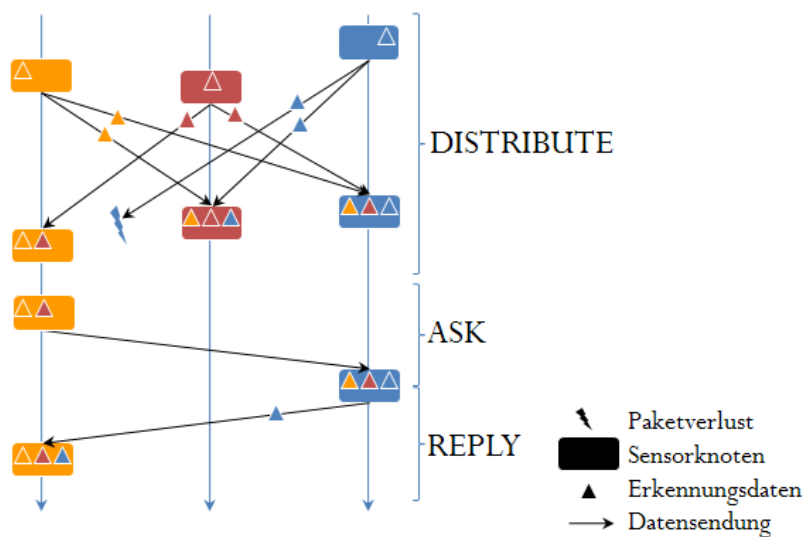 DISTRIBUTE
ASK
REPLY
Paketverlust
Sensorknoten
Erkennungsdaten
Datensendung